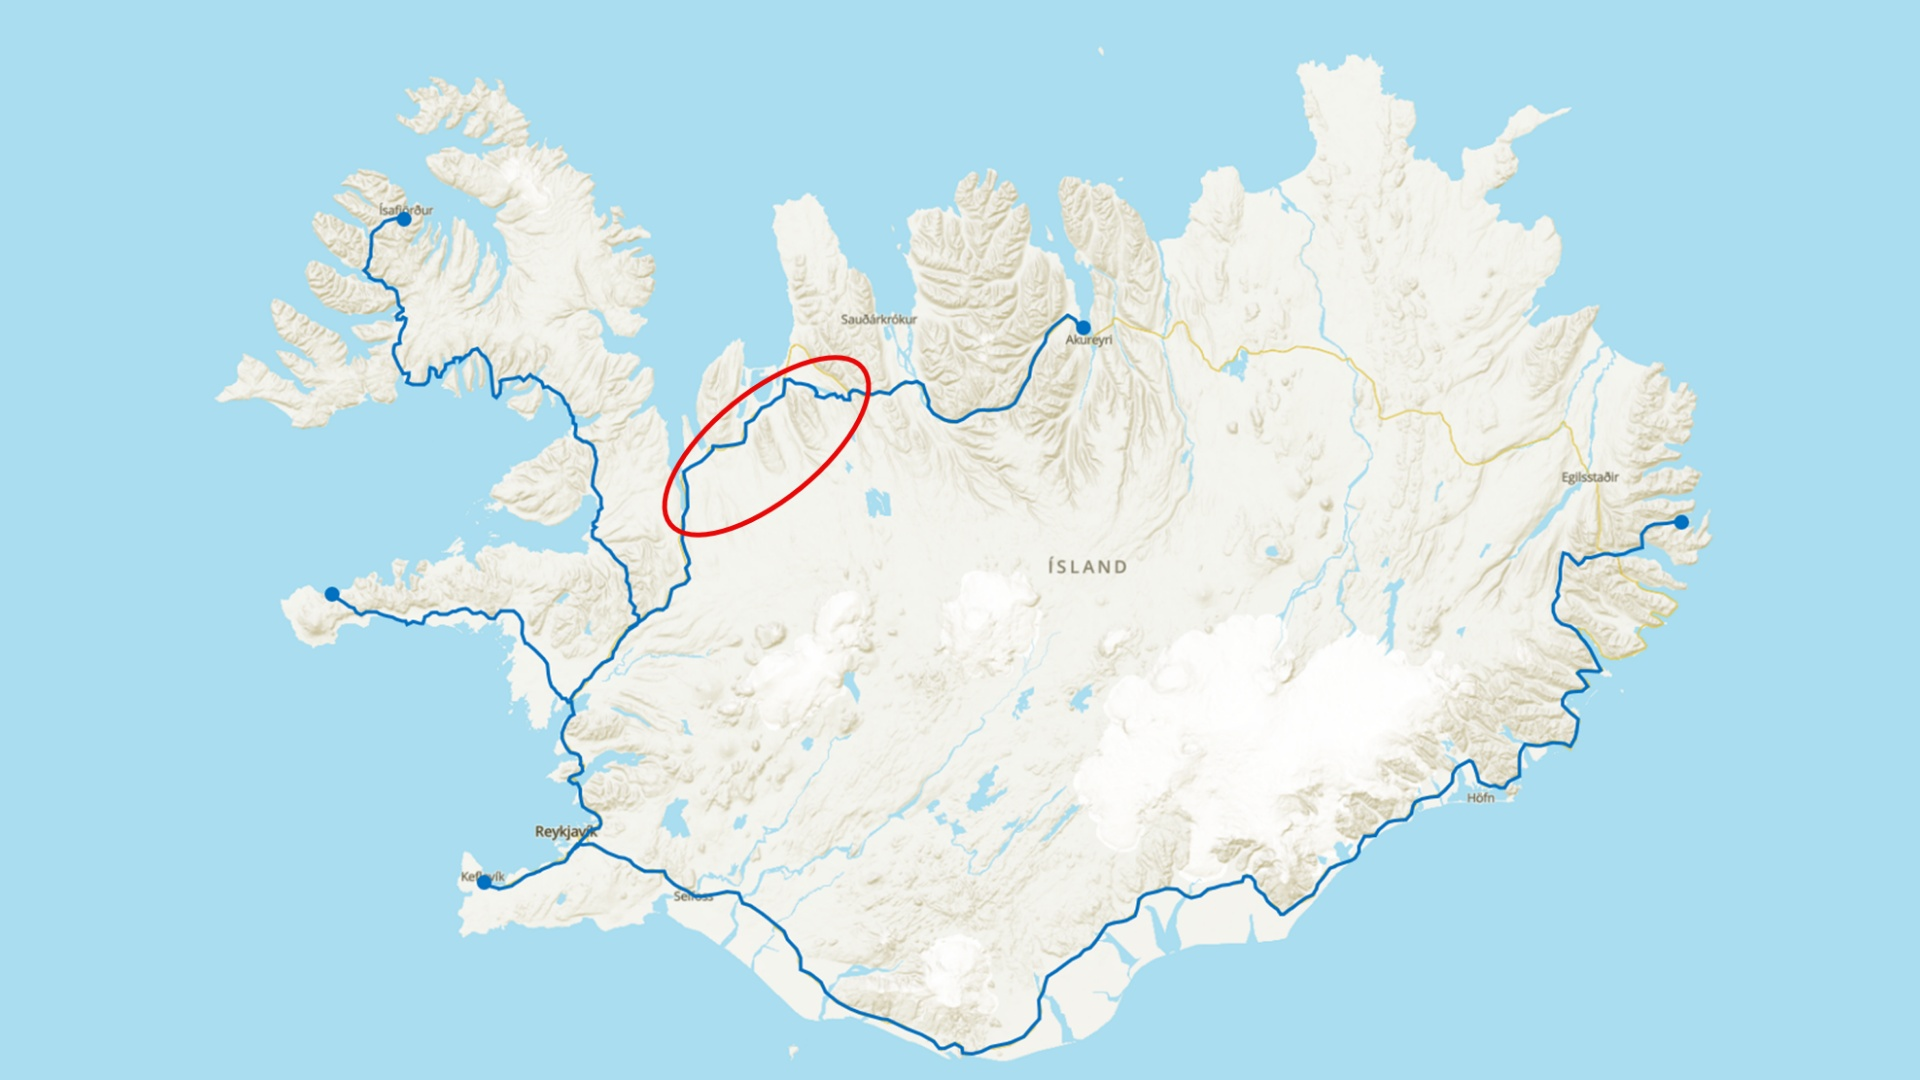 Ísafjörður
Sauðárkrókur
Akureyri
Egilsstaðir
ÍSLAND
Höfn
Reykjavík
Keflavík
Selfoss